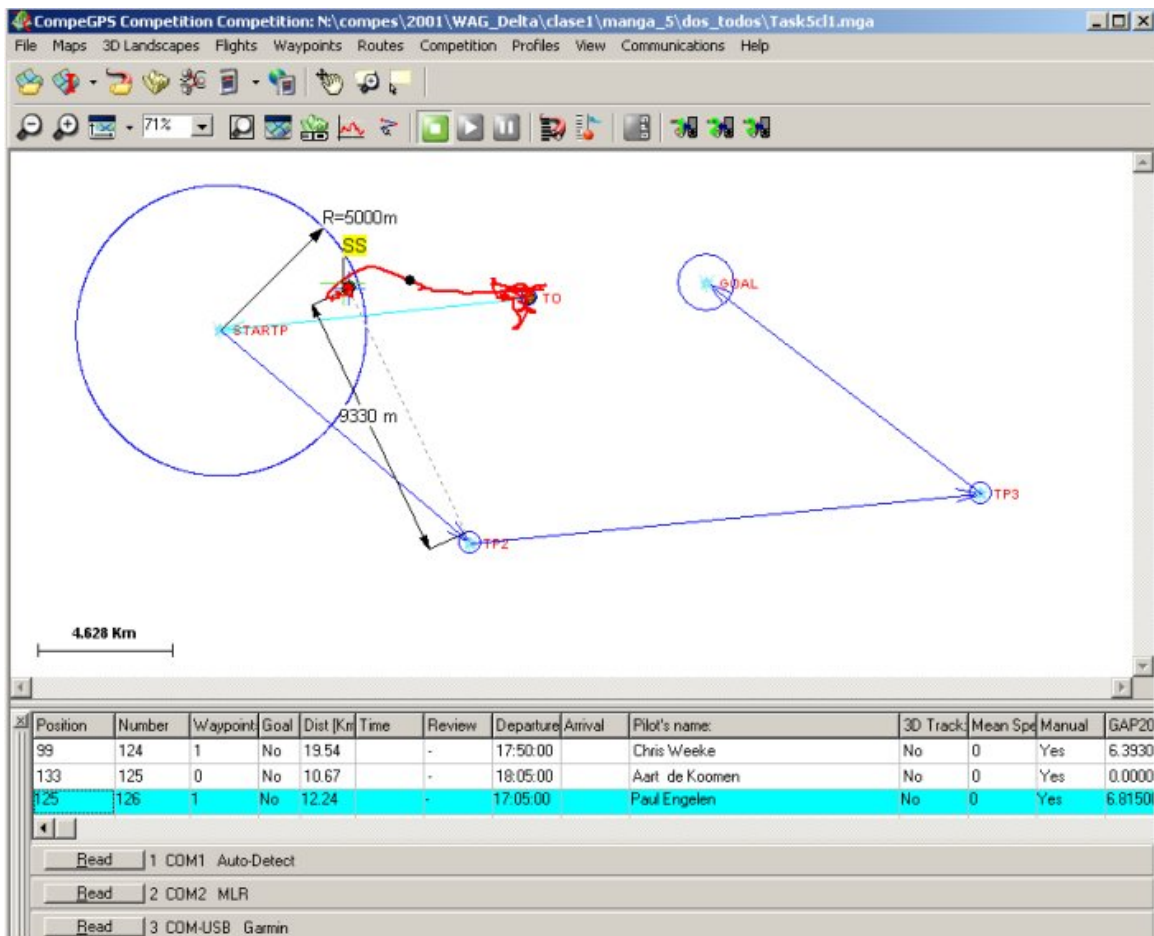 CompeGPS Competition Competition: N:\compes\2001\WAG_Delta\clase1\manga_5\dos_todos\Task5cl1.mga
File Maps 3D Landscapes Flights Waypoints Routes Competition Profiles View Communications Help
71%
R=5000m
SS
GOAL
TO
STARTP
9330 m
TP3
TP2
4.628 Km
Position Number Waypoint Goal Dist (Km Time Review Departure Arrival Pilot's name: 3D Track: Mean Spe Manual GAP20
99 124 1 No 19.54 - 17:50:00 Chris Weeke No 0 Yes 6.3930
133 125 0 No 10.67 - 18:05:00 Aart de Koomen No 0 Yes 0.0000
125 126 1 No 12.24 - 17:05:00 Paul Engelen No 0 Yes 6.8150
Read 1 COM1 Auto-Detect
Read 2 COM2 MLR
Read 3 COM-USB Garmin